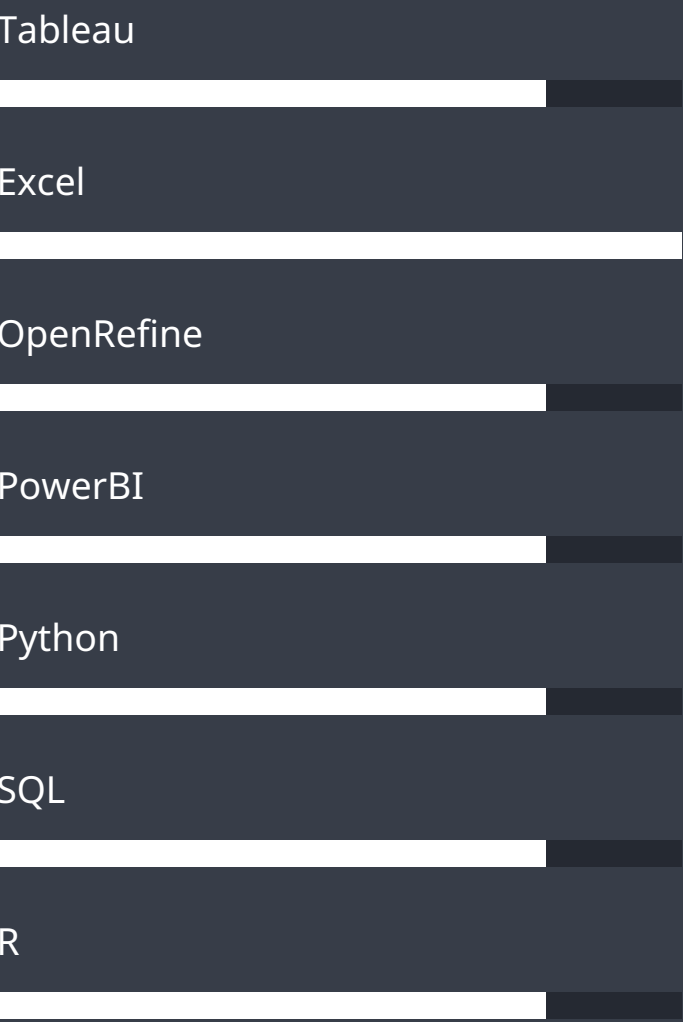 Tableau
Excel
OpenRefine
PowerBI
Python
SQL
R